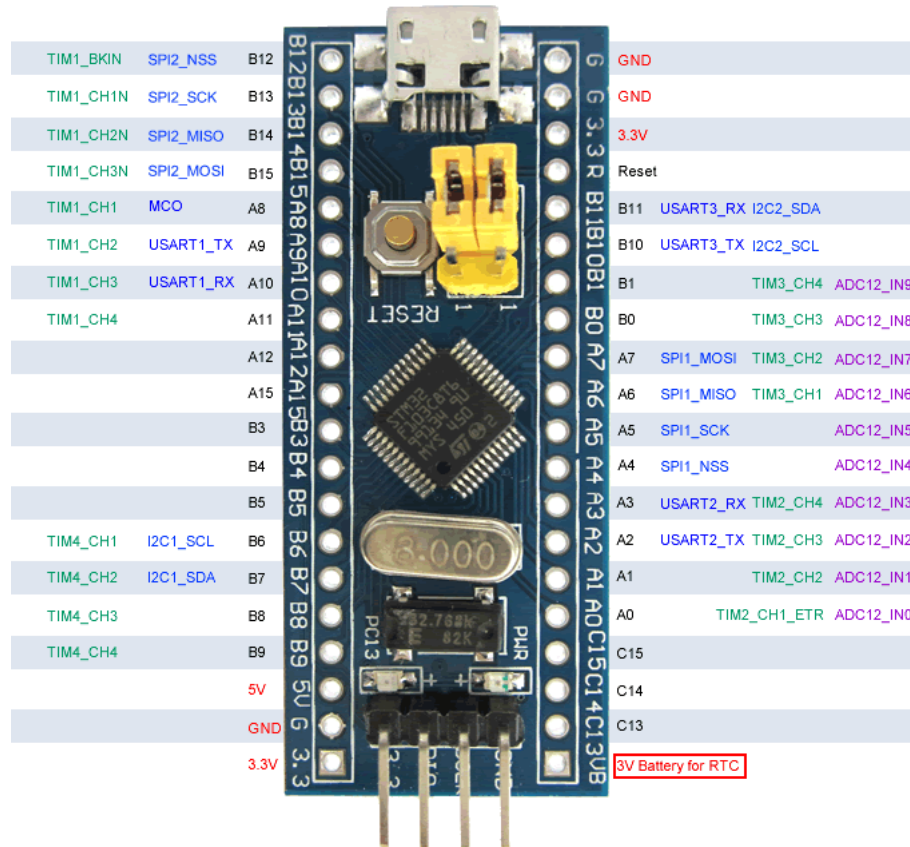 TIM1_BKIN SPI2_NSS B12 B12 G GND
TIM1_CH1N SPI2_SCK B13 B13 G GND
TIM1_CH2N SPI2_MISO B14 B14 3.3 3.3V
TIM1_CH3N SPI2_MOSI B15 B15 R Reset
TIM1_CH1 MCO A8 A8 B11 B11 USART3_RX I2C2_SDA
TIM1_CH2 USART1_TX A9 A9 B10 B10 USART3_TX I2C2_SCL
TIM1_CH3 USART1_RX A10 A10 B1 B1 TIM3_CH4 ADC12_IN9
1 1
RESET
TIM1_CH4 A11 A11 B0 B0 TIM3_CH3 ADC12_IN8
A12 A12 A7 A7 SPI1_MOSI TIM3_CH2 ADC12_IN7
A15 A15 A6 A6 SPI1_MISO TIM3_CH1 ADC12_IN6
STM32
F103C8T6
991J34 9U
MYS 450
B3 B3 A5 A5 SPI1_SCK ADC12_IN5
B4 B4 A4 A4 SPI1_NSS ADC12_IN4
B5 B5 A3 A3 USART2_RX TIM2_CH4 ADC12_IN3
B6 A2
TIM4_CH1 I2C1_SCL B6 8.000 A2 USART2_TX TIM2_CH3 ADC12_IN2
TIM4_CH2 I2C1_SDA B7 B7 A1 A1 TIM2_CH2 ADC12_IN1
TIM4_CH3 B8 B8 A0 A0 TIM2_CH1_ETR ADC12_IN0
82K
PC13 PWR
TIM4_CH4 B9 B9 C15 C15
5V 5V C14 C14
GND G C13 C13
3.3V 3.3 VB 3V Battery for RTC